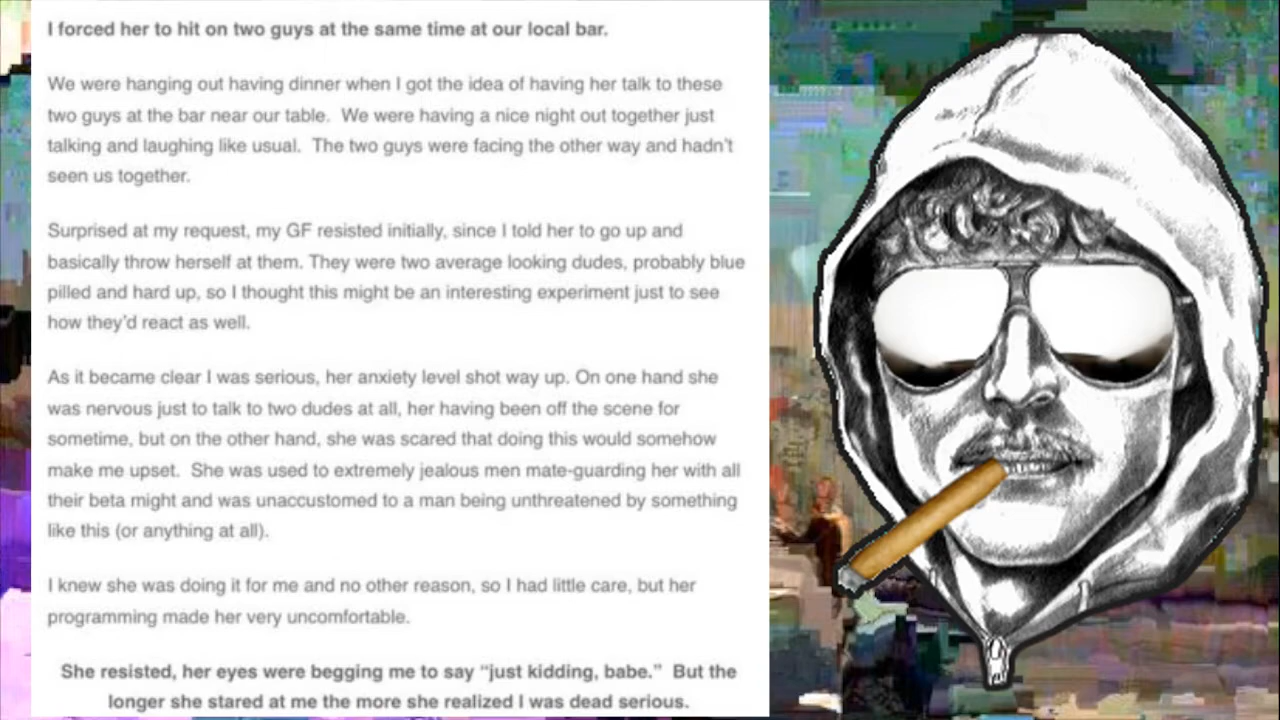 I forced her to hit on two guys at the same time at our local bar.
We were hanging out having dinner when I got the idea of having her talk to these
two guys at the bar near our table.  We were having a nice night out together just
talking and laughing like usual.  The two guys were facing the other way and hadn't
seen us together.
Surprised at my request, my GF resisted initially, since I told her to go up and
basically throw herself at them. They were two average looking dudes, probably blue
pilled and hard up, so I thought this might be an interesting experiment just to see
how they'd react as well.
As it became clear I was serious, her anxiety level shot way up. On one hand she
was nervous just to talk to two dudes at all, her having been off the scene for
sometime, but on the other hand, she was scared that doing this would somehow
make me upset.  She was used to extremely jealous men mate-guarding her with all
their beta might and was unaccustomed to a man being unthreatened by something
like this (or anything at all).
I knew she was doing it for me and no other reason, so I had little care, but her
programming made her very uncomfortable.
She resisted, her eyes were begging me to say “just kidding, babe.”  But the
longer she stared at me the more she realized I was dead serious.